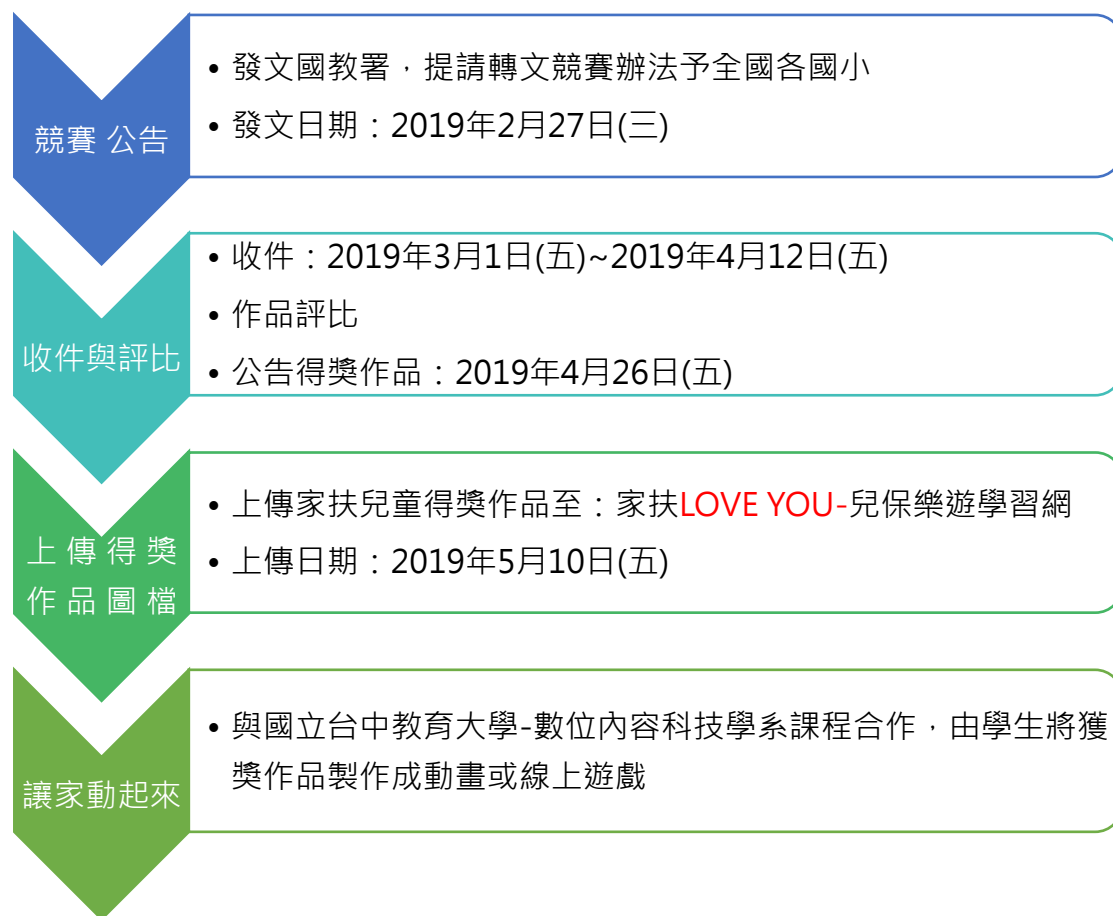 競賽 公告
• 發文國教署，提請轉文競賽辦法予全國各國小
• 發文日期：2019年2月27日(三)
收件與評比
• 收件：2019年3月1日(五)~2019年4月12日(五)
• 作品評比
• 公告得獎作品：2019年4月26日(五)
上傳得獎
作品圖檔
• 上傳家扶兒童得獎作品至：家扶LOVE YOU-兒保樂遊學習網
• 上傳日期：2019年5月10日(五)
讓家動起來
• 與國立台中教育大學-數位內容科技學系課程合作，由學生將獲
獎作品製作成動畫或線上遊戲